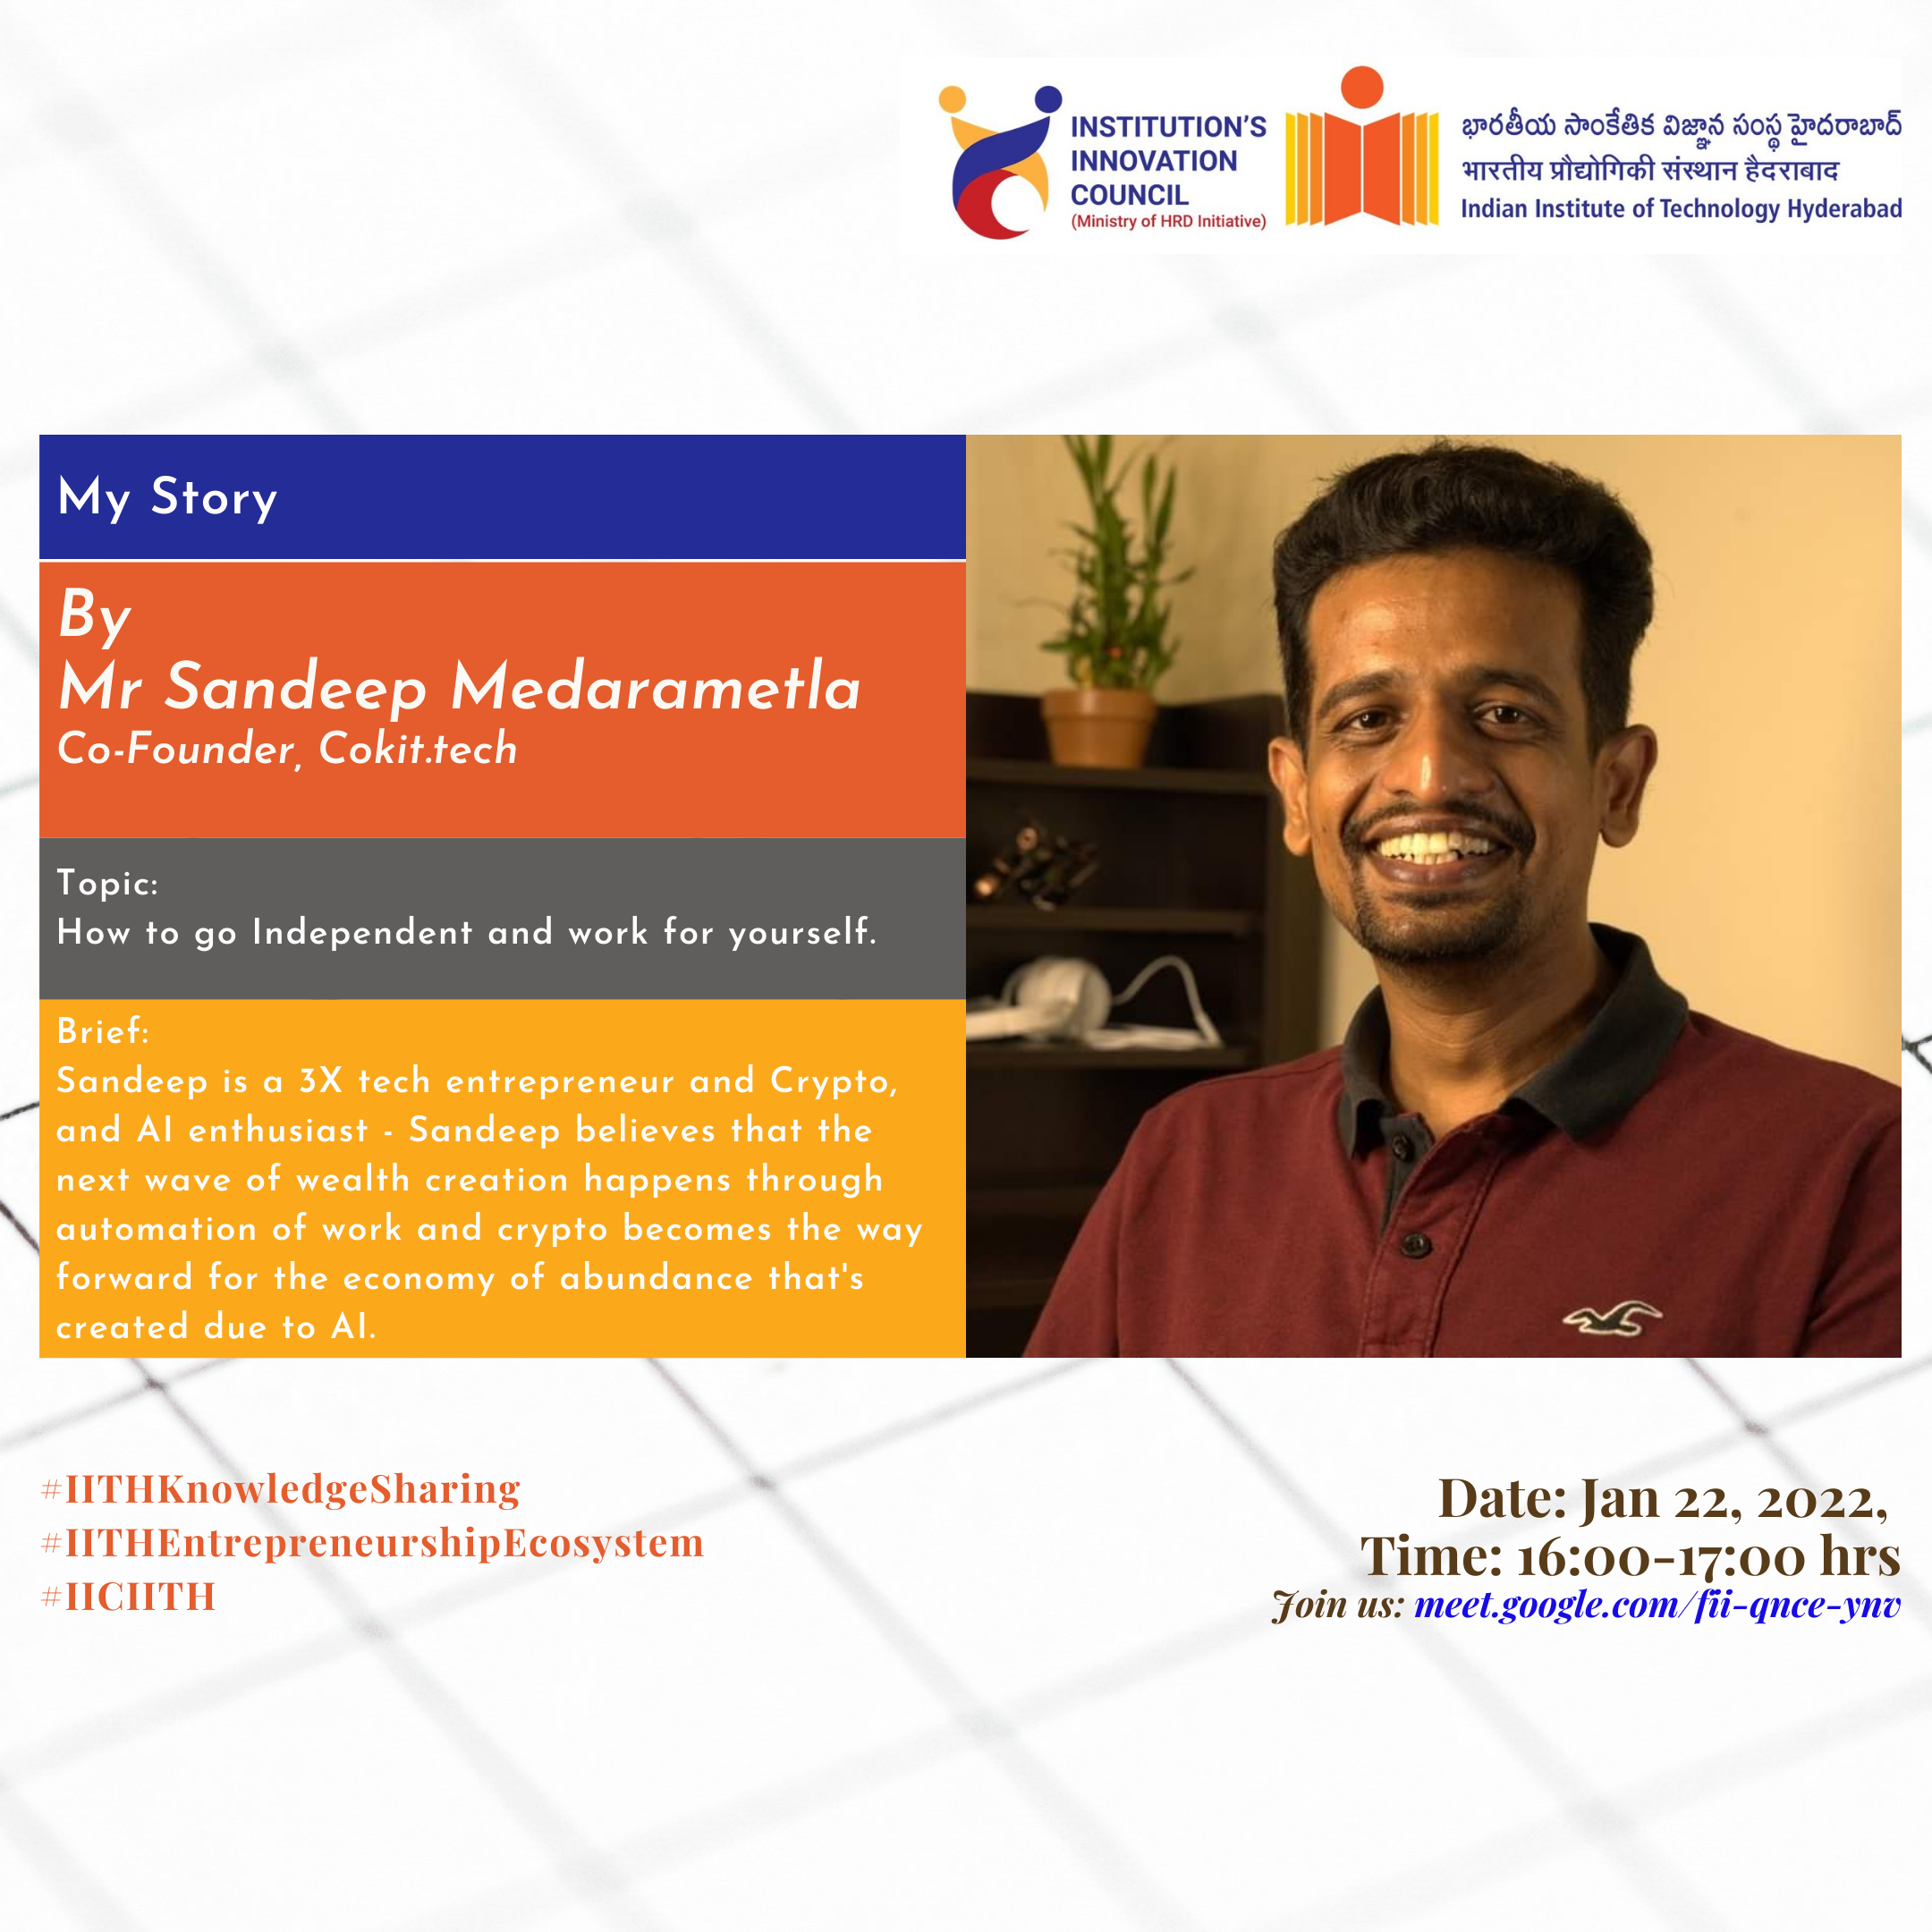 INSTITUTION'S
INNOVATION
COUNCIL
(Ministry of HRD Initiative)
భారతీయ సాంకేతిక విజ్ఞాన సంస్థ హైదరాబాద్
भारतीय प्रौद्योगिकी संस्थान हैदराबाद
Indian Institute of Technology Hyderabad
My Story
By
Mr Sandeep Medarametla
Co-Founder, Cokit.tech
Topic:
How to go Independent and work for yourself.
Brief:
Sandeep is a 3X tech entrepreneur and Crypto,
and AI enthusiast - Sandeep believes that the
next wave of wealth creation happens through
automation of work and crypto becomes the way
forward for the economy of abundance that's
created due to AI.
#IITHKnowledgeSharing
#IITHEntrepreneurshipEcosystem
#IICIITH
Date: Jan 22, 2022,
Time: 16:00-17:00 hrs
Join us: meet.google.com/fii-qnce-ynv